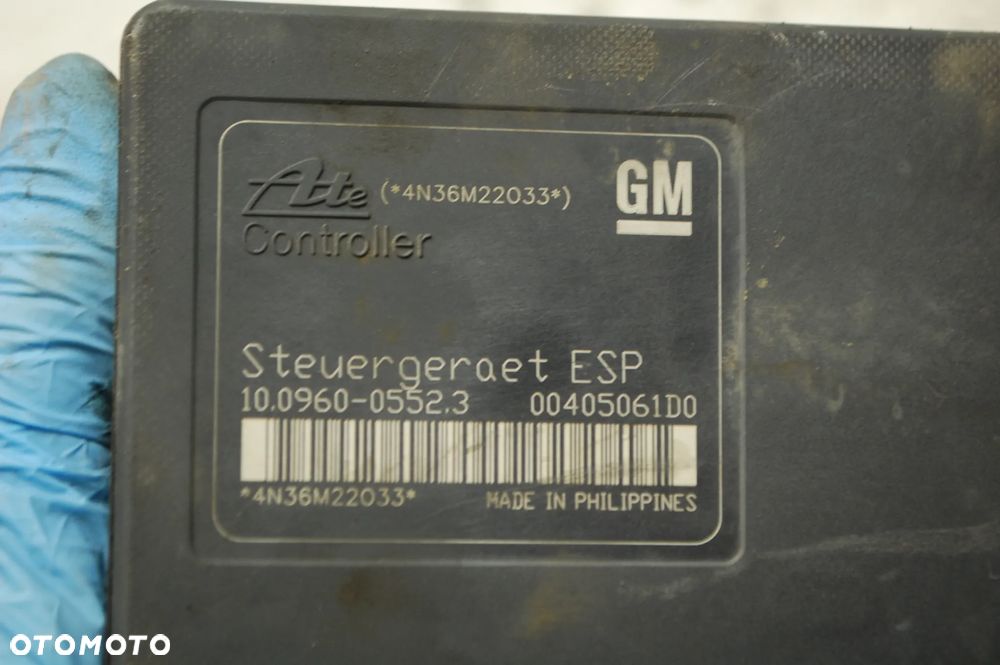 Ate (*4N36M22033*) GM
Controller
Steuergeraet ESP
10.0960-0552.3 00405061D0
*4N36M22033* MADE IN PHILIPPINES
OTOMOTO